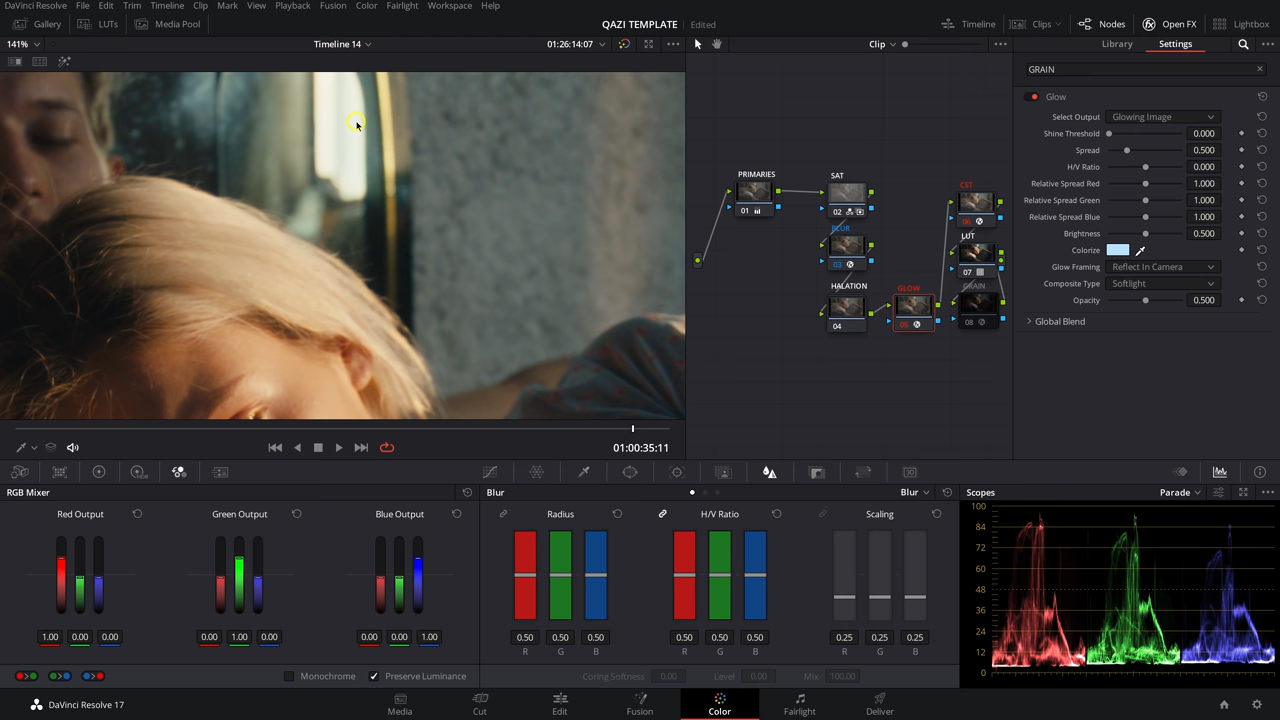 DaVinci Resolve File Edit Trim Timeline Clip Mark View Playback Fusion Color Fairlight Workspace Help
Gallery LUTs Media Pool QAZI TEMPLATE Edited Timeline Clips Nodes Open FX Lightbox
141% Timeline 14 01:26:14:07 Clip Library Settings
GRAIN
Glow
Select Output Glowing Image
Shine Threshold 0.000
Spread 0.500
H/V Ratio 0.000
Relative Spread Red 1.000
Relative Spread Green 1.000
Relative Spread Blue 1.000
Brightness 0.500
Colorize
Glow Framing Reflect In Camera
Composite Type Softlight
Opacity 0.500
Global Blend
PRIMARIES
01
SAT
02
BLUR
03
HALATION
04
GLOW
05
CST
06
LUT
07
GRAIN
08
01:00:35:11
RGB Mixer
Red Output Green Output Blue Output
1.00 0.00 0.00 0.00 1.00 0.00 0.00 0.00 1.00
Monochrome Preserve Luminance
Blur Blur
Radius H/V Ratio Scaling
0.50 0.50 0.50 0.50 0.50 0.50 0.25 0.25 0.25
R G B R G B R G B
Coring Softness 0.00 Level 0.00 Mix 100.00
Scopes Parade
100
84
72
60
48
36
24
12
0
DaVinci Resolve 17 Media Cut Edit Fusion Color Fairlight Deliver